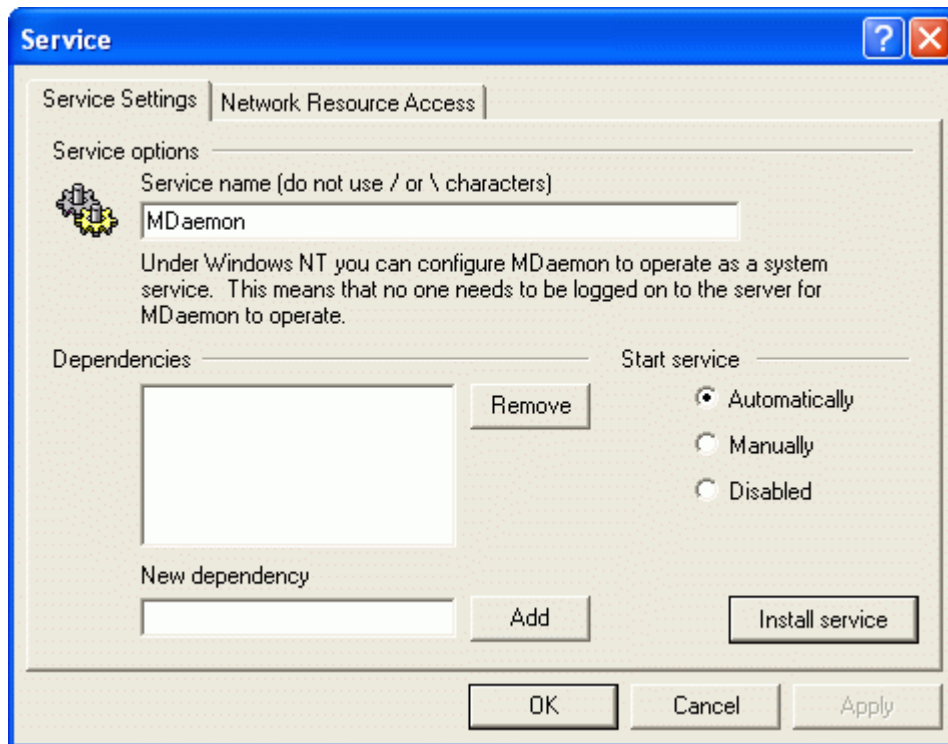 Service
Service Settings
Network Resource Access
Service options
Service name (do not use / or \ characters)
MDaemon
Under Windows NT you can configure MDaemon to operate as a system
service.  This means that no one needs to be logged on to the server for
MDaemon to operate.
Dependencies
Remove
New dependency
Add
Start service
Automatically
Manually
Disabled
Install service
OK
Cancel
Apply